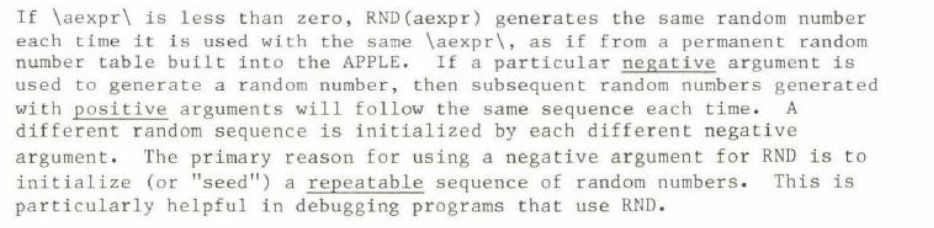 If \aexpr\ is less than zero, RND(aexpr) generates the same random number
each time it is used with the same \aexpr\, as if from a permanent random
number table built into the APPLE.  If a particular negative argument is
used to generate a random number, then subsequent random numbers generated
with positive arguments will follow the same sequence each time.  A
different random sequence is initialized by each different negative
argument.  The primary reason for using a negative argument for RND is to
initialize (or "seed") a repeatable sequence of random numbers.  This is
particularly helpful in debugging programs that use RND.